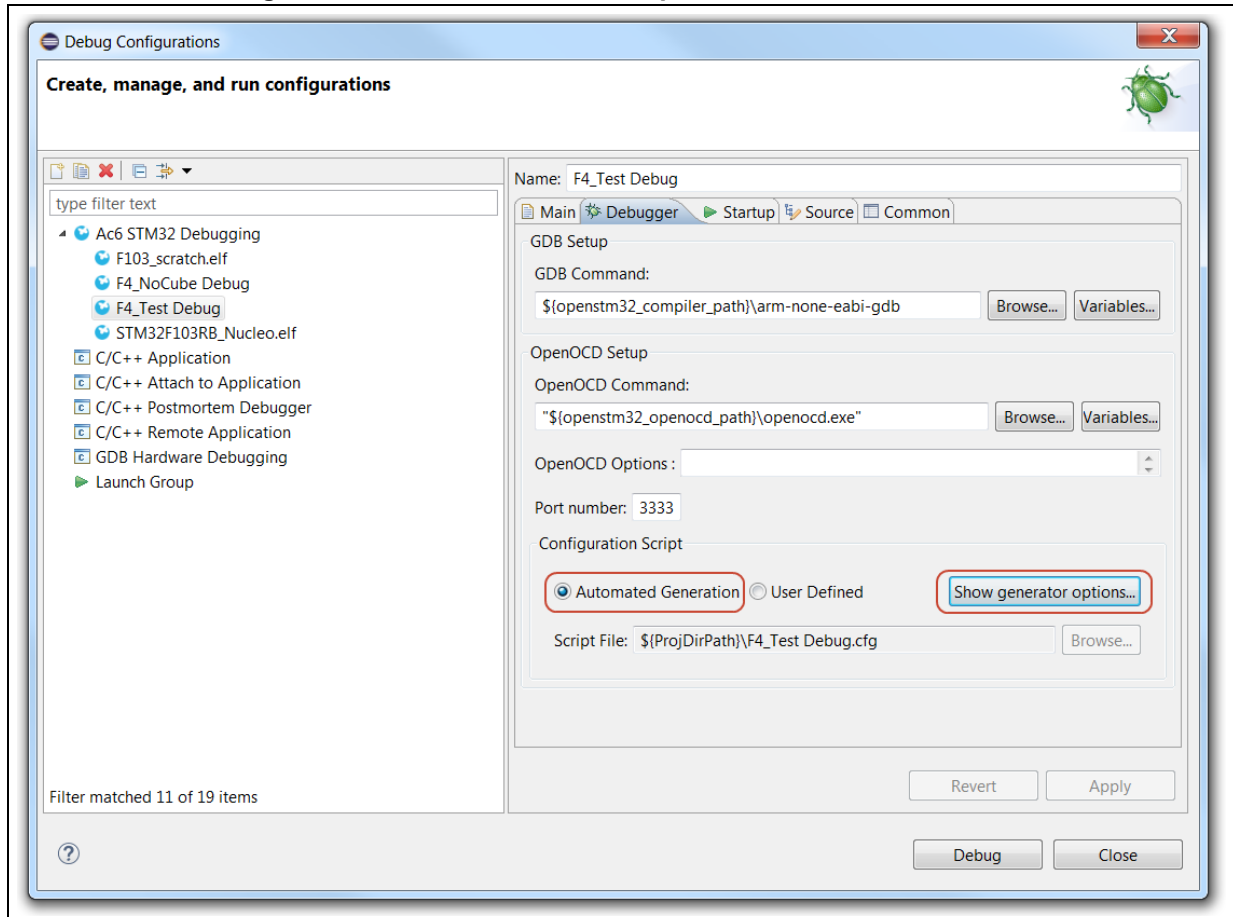 Debug Configurations
X
Create, manage, and run configurations
type filter text
Ac6 STM32 Debugging
F103_scratch.elf
F4_NoCube Debug
F4_Test Debug
STM32F103RB_Nucleo.elf
C/C++ Application
C/C++ Attach to Application
C/C++ Postmortem Debugger
C/C++ Remote Application
GDB Hardware Debugging
Launch Group
Filter matched 11 of 19 items
Name: F4_Test Debug
Main Debugger Startup Source Common
GDB Setup
GDB Command:
${openstm32_compiler_path}\arm-none-eabi-gdb Browse... Variables...
OpenOCD Setup
OpenOCD Command:
"${openstm32_openocd_path}\openocd.exe" Browse... Variables...
OpenOCD Options :
Port number: 3333
Configuration Script
Automated Generation User Defined Show generator options...
Script File: ${ProjDirPath}\F4_Test Debug.cfg Browse...
Revert Apply
? Debug Close